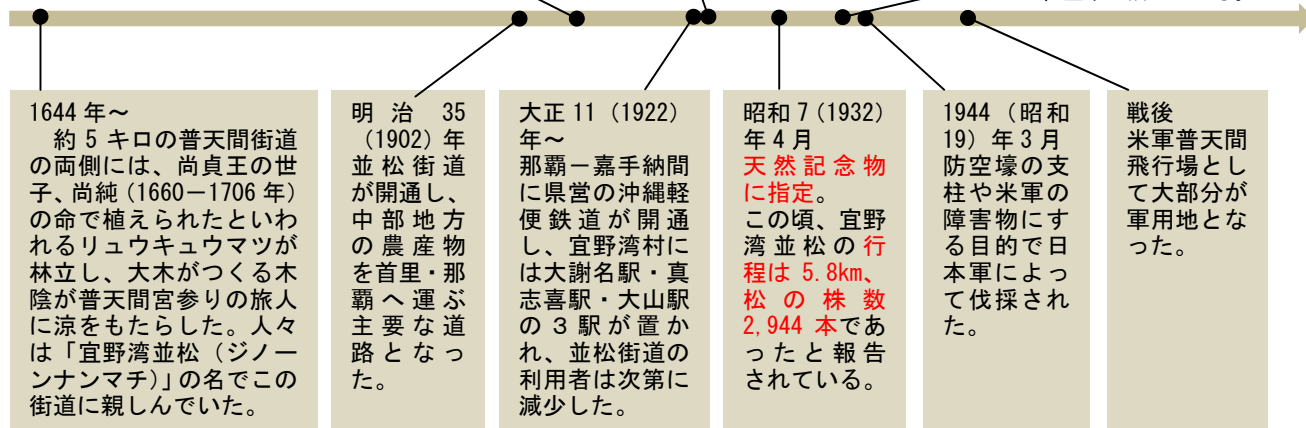 1644 年～
約 5 キロの普天間街道
の両側には、尚貞王の世
子、尚純(1660－1706 年)
の命で植えられたといわ
れるリュウキュウマツが
林立し、大木がつくる木
陰が普天間宮参りの旅人
に涼をもたらした。人々
は「宜野湾並松（ジノー
ンナンマチ）」の名でこの
街道に親しんでいた。
明治 35
(1902) 年
並松街道
が開通し、
中部地方
の農産物
を首里・那
覇へ運ぶ
主要な道
路となっ
た。
大正 11 (1922)
年～
那覇－嘉手納間
に県営の沖縄軽
便鉄道が開通
し、宜野湾村に
は大謝名駅・真
志喜駅・大山駅
の３駅が置か
れ、並松街道の
利用者は次第に
減少した。
昭和 7 (1932)
年 4 月
天然記念物
に指定。
この頃、宜野
湾並松の行
程は 5.8km、
松の株数
2,944 本であ
ったと報告
されている。
1944（昭和
19）年 3 月
防空壕の支
柱や米軍の
障害物にす
る目的で日
本軍によっ
て伐採され
た。
戦後
米軍普天間
飛行場とし
て大部分が
軍用地とな
った。